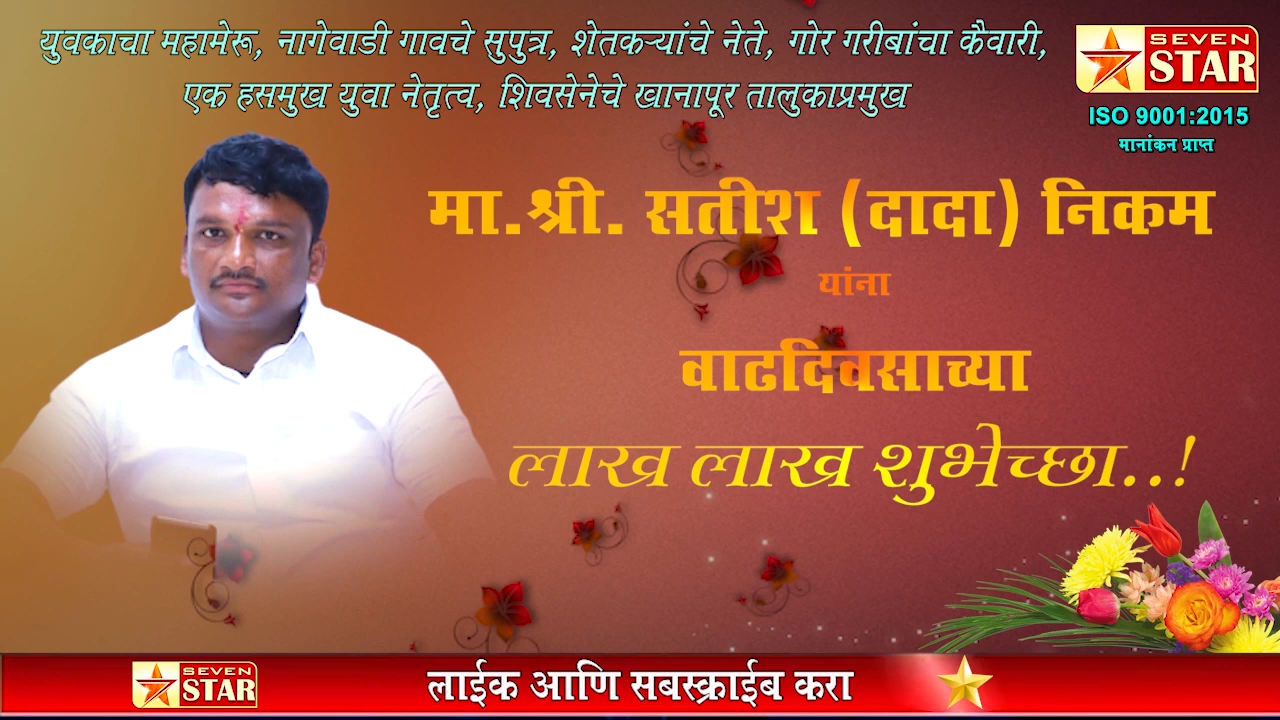 युवकाचा महामेरू, नागेवाडी गावचे सुपुत्र, शेतकऱ्यांचे नेते, गोर गरीबांचा कैवारी,
एक हसमुख युवा नेतृत्व, शिवसेनेचे खानापूर तालुकाप्रमुख
SEVEN
STAR
ISO 9001:2015
मानांकन प्राप्त
मा.श्री. सतीश (दादा) निकम
यांना
वाढदिवसाच्या
लाख लाख शुभेच्छा..!
SEVEN
STAR
लाईक आणि सबस्क्राईब करा